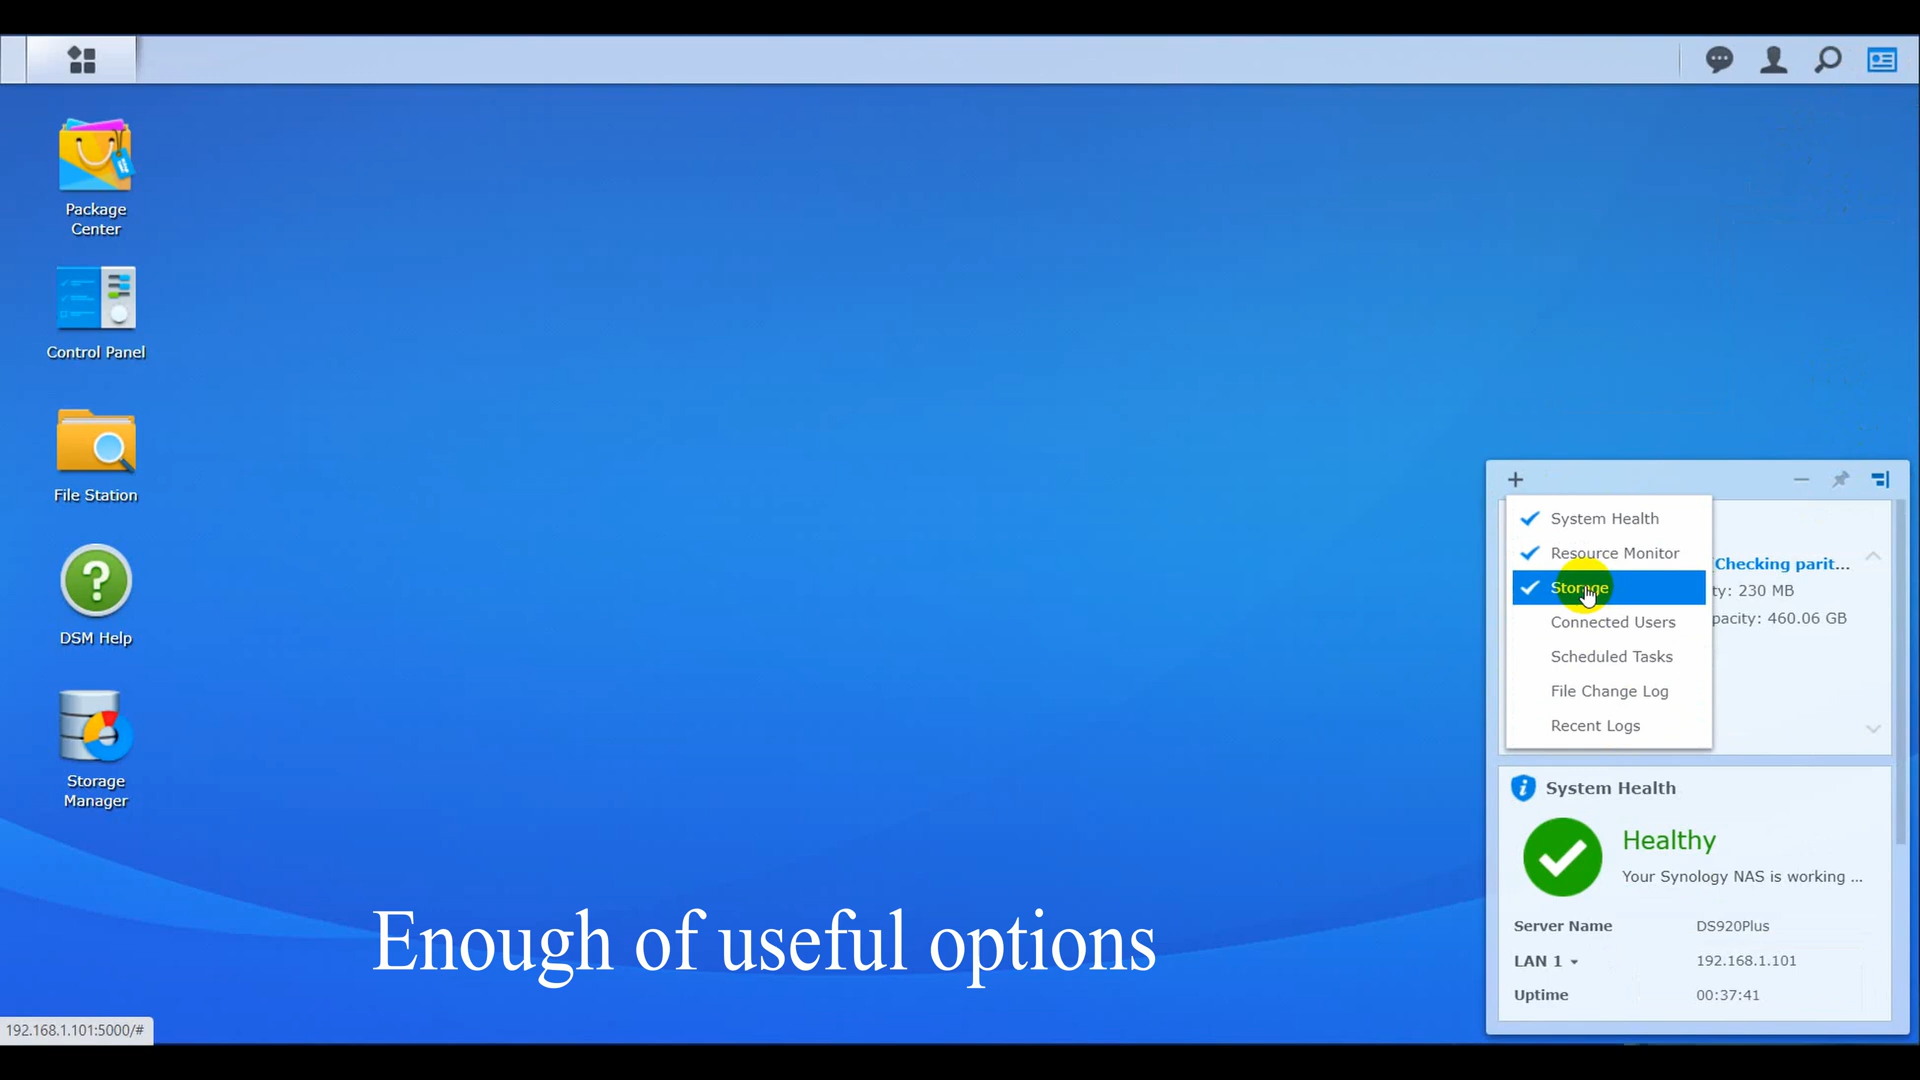 Package
Center
Control Panel
File Station
DSM Help
Storage
Manager
System Health
Resource Monitor
Storage
Connected Users
Scheduled Tasks
File Change Log
Recent Logs
Checking parit...
ty: 230 MB
pacity: 460.06 GB
System Health
Healthy
Your Synology NAS is working ...
Server Name DS920Plus
LAN 1 192.168.1.101
Uptime 00:37:41
Enough of useful options
192.168.1.101:5000/#